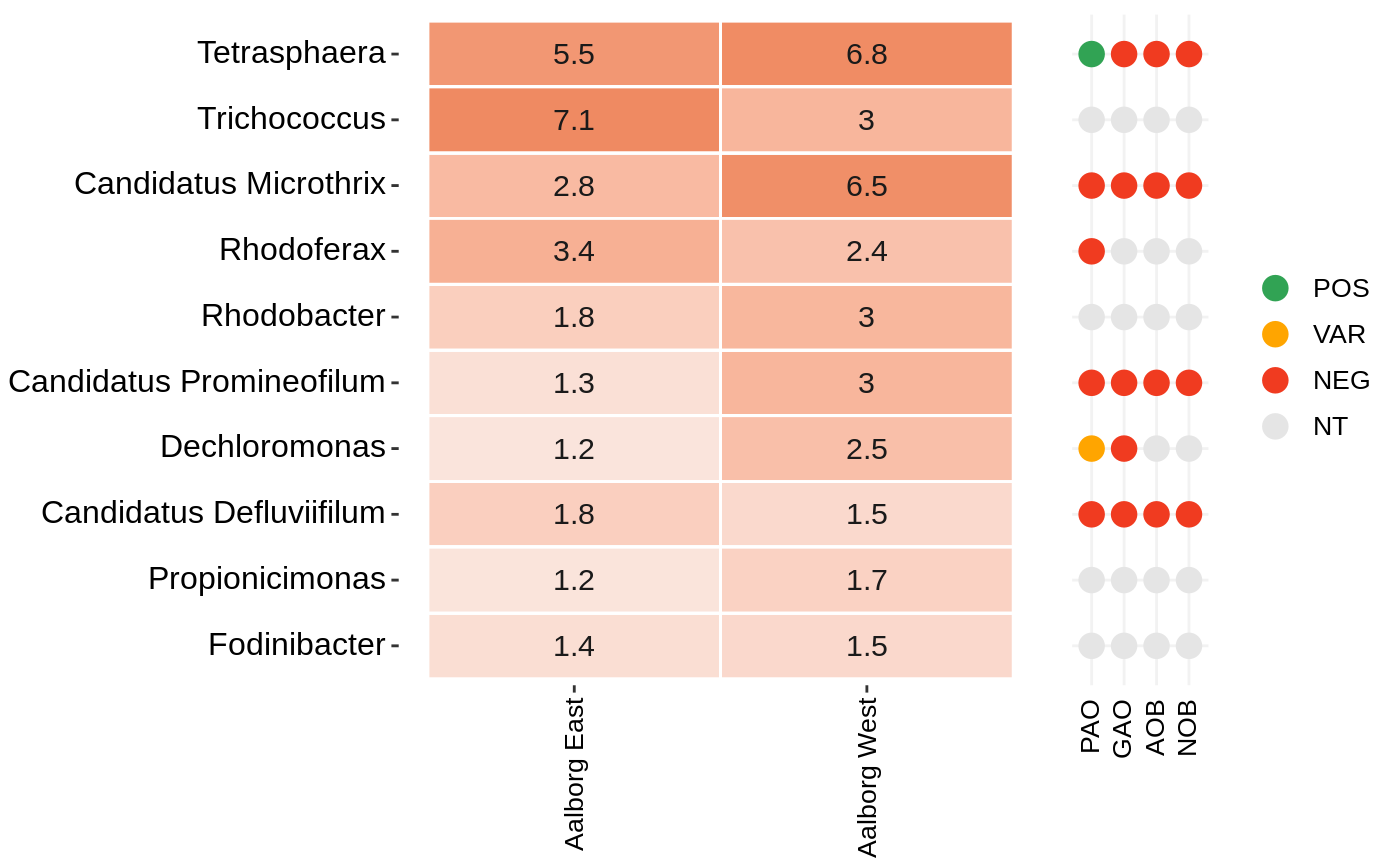 Tetrasphaera 5.5 6.8
Trichococcus 7.1 3
Candidatus Microthrix 2.8 6.5
Rhodoferax 3.4 2.4
Rhodobacter 1.8 3
Candidatus Promineofilum 1.3 3
Dechloromonas 1.2 2.5
Candidatus Defluviifilum 1.8 1.5
Propionicimonas 1.2 1.7
Fodinibacter 1.4 1.5
Aalborg East
Aalborg West
PAO
GAO
AOB
NOB
POS
VAR
NEG
NT